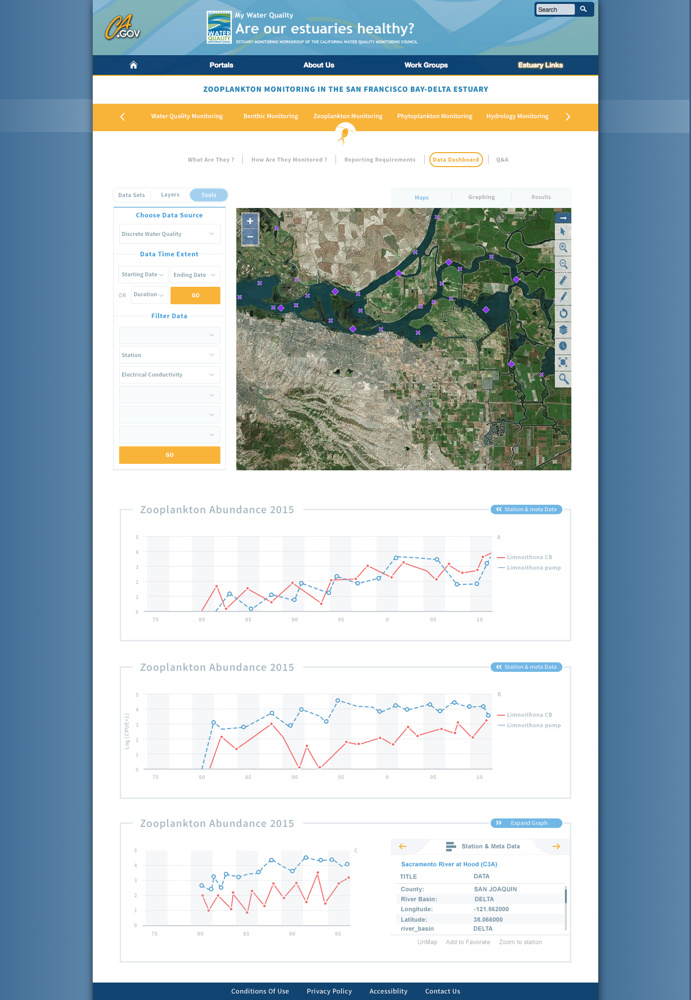 Search
CA.GOV
CALIFORNIA
WATER
QUALITY
MONITORING COUNCIL
My Water Quality
Are our estuaries healthy?
ESTUARY MONITORING WORKGROUP OF THE CALIFORNIA WATER QUALITY MONITORING COUNCIL
Portals About Us Work Groups Estuary Links
ZOOPLANKTON MONITORING IN THE SAN FRANCISCO BAY-DELTA ESTUARY
Water Quality Monitoring Benthic Monitoring Zooplankton Monitoring Phytoplankton Monitoring Hydrology Monitoring
What Are They ? How Are They Monitored ? Reporting Requirements Data Dashboard Q&A
Data Sets Layers Tools
Maps Graphing Results
Choose Data Source
Discrete Water Quality
Data Time Extent
Starting Date Ending Date
OR Duration GO
Filter Data
Station
Electrical Conductivity
GO
+
−
Zooplankton Abundance 2015
Station & meta Data
5
4
3
2
1
0
75 80 85 90 95 0 05 10
A
Limnoithona CB
Limnoithona pump
Zooplankton Abundance 2015
Station & meta Data
Log (CPUE+1)
5
4
3
2
1
0
75 80 85 90 95 0 05 10
B
Limnoithona CB
Limnoithona pump
Zooplankton Abundance 2015
Expand Graph
5
4
3
2
1
0
75 80 85 90 95
C
Station & Meta Data
Sacramento River at Hood (C3A)
TITLE DATA
County: SAN JOAQUIN
River Basin: DELTA
Longitude: -121.562000
Latitude: 38.066000
river_basin DELTA
UnMap Add to Favorate Zoom to station
Conditions Of Use Privacy Policy Accessiblity Contact Us